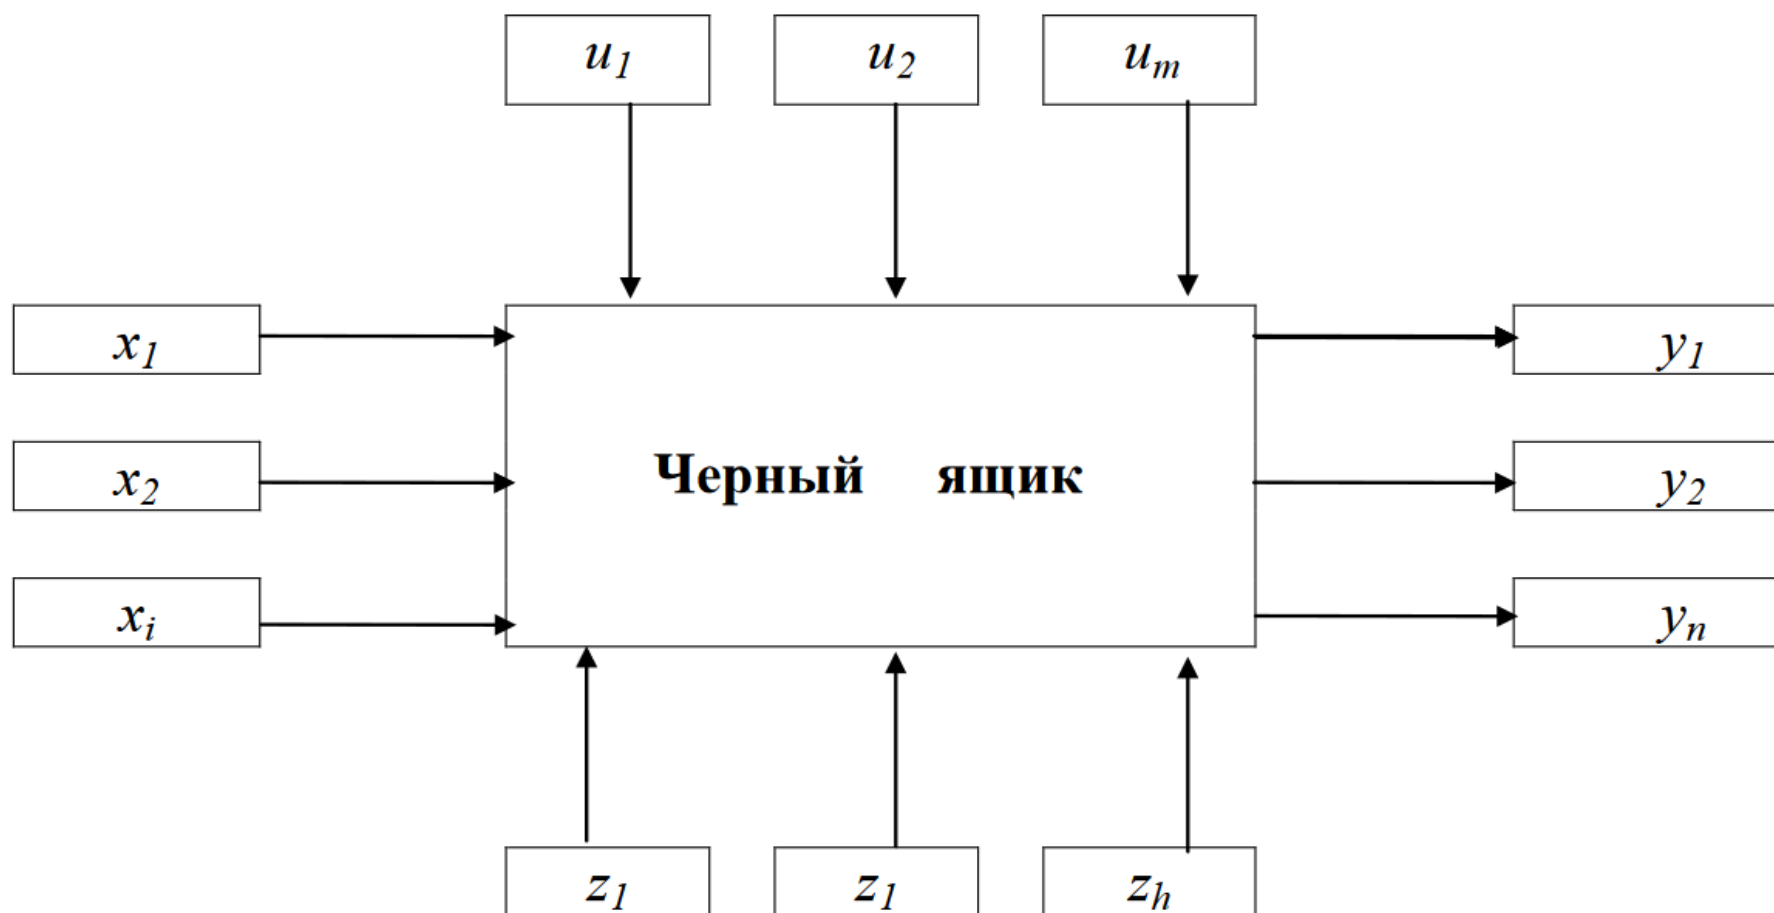 u₁ u₂ uₘ
x₁ y₁
Черный ящик
x₂ y₂
xᵢ yₙ
z₁ z₁ zₕ